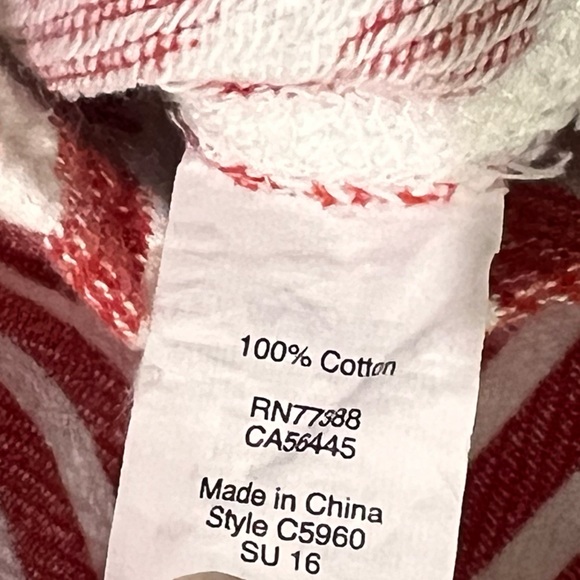 100% Cotton
RN77388
CA56445
Made in China
Style C5960
SU 16